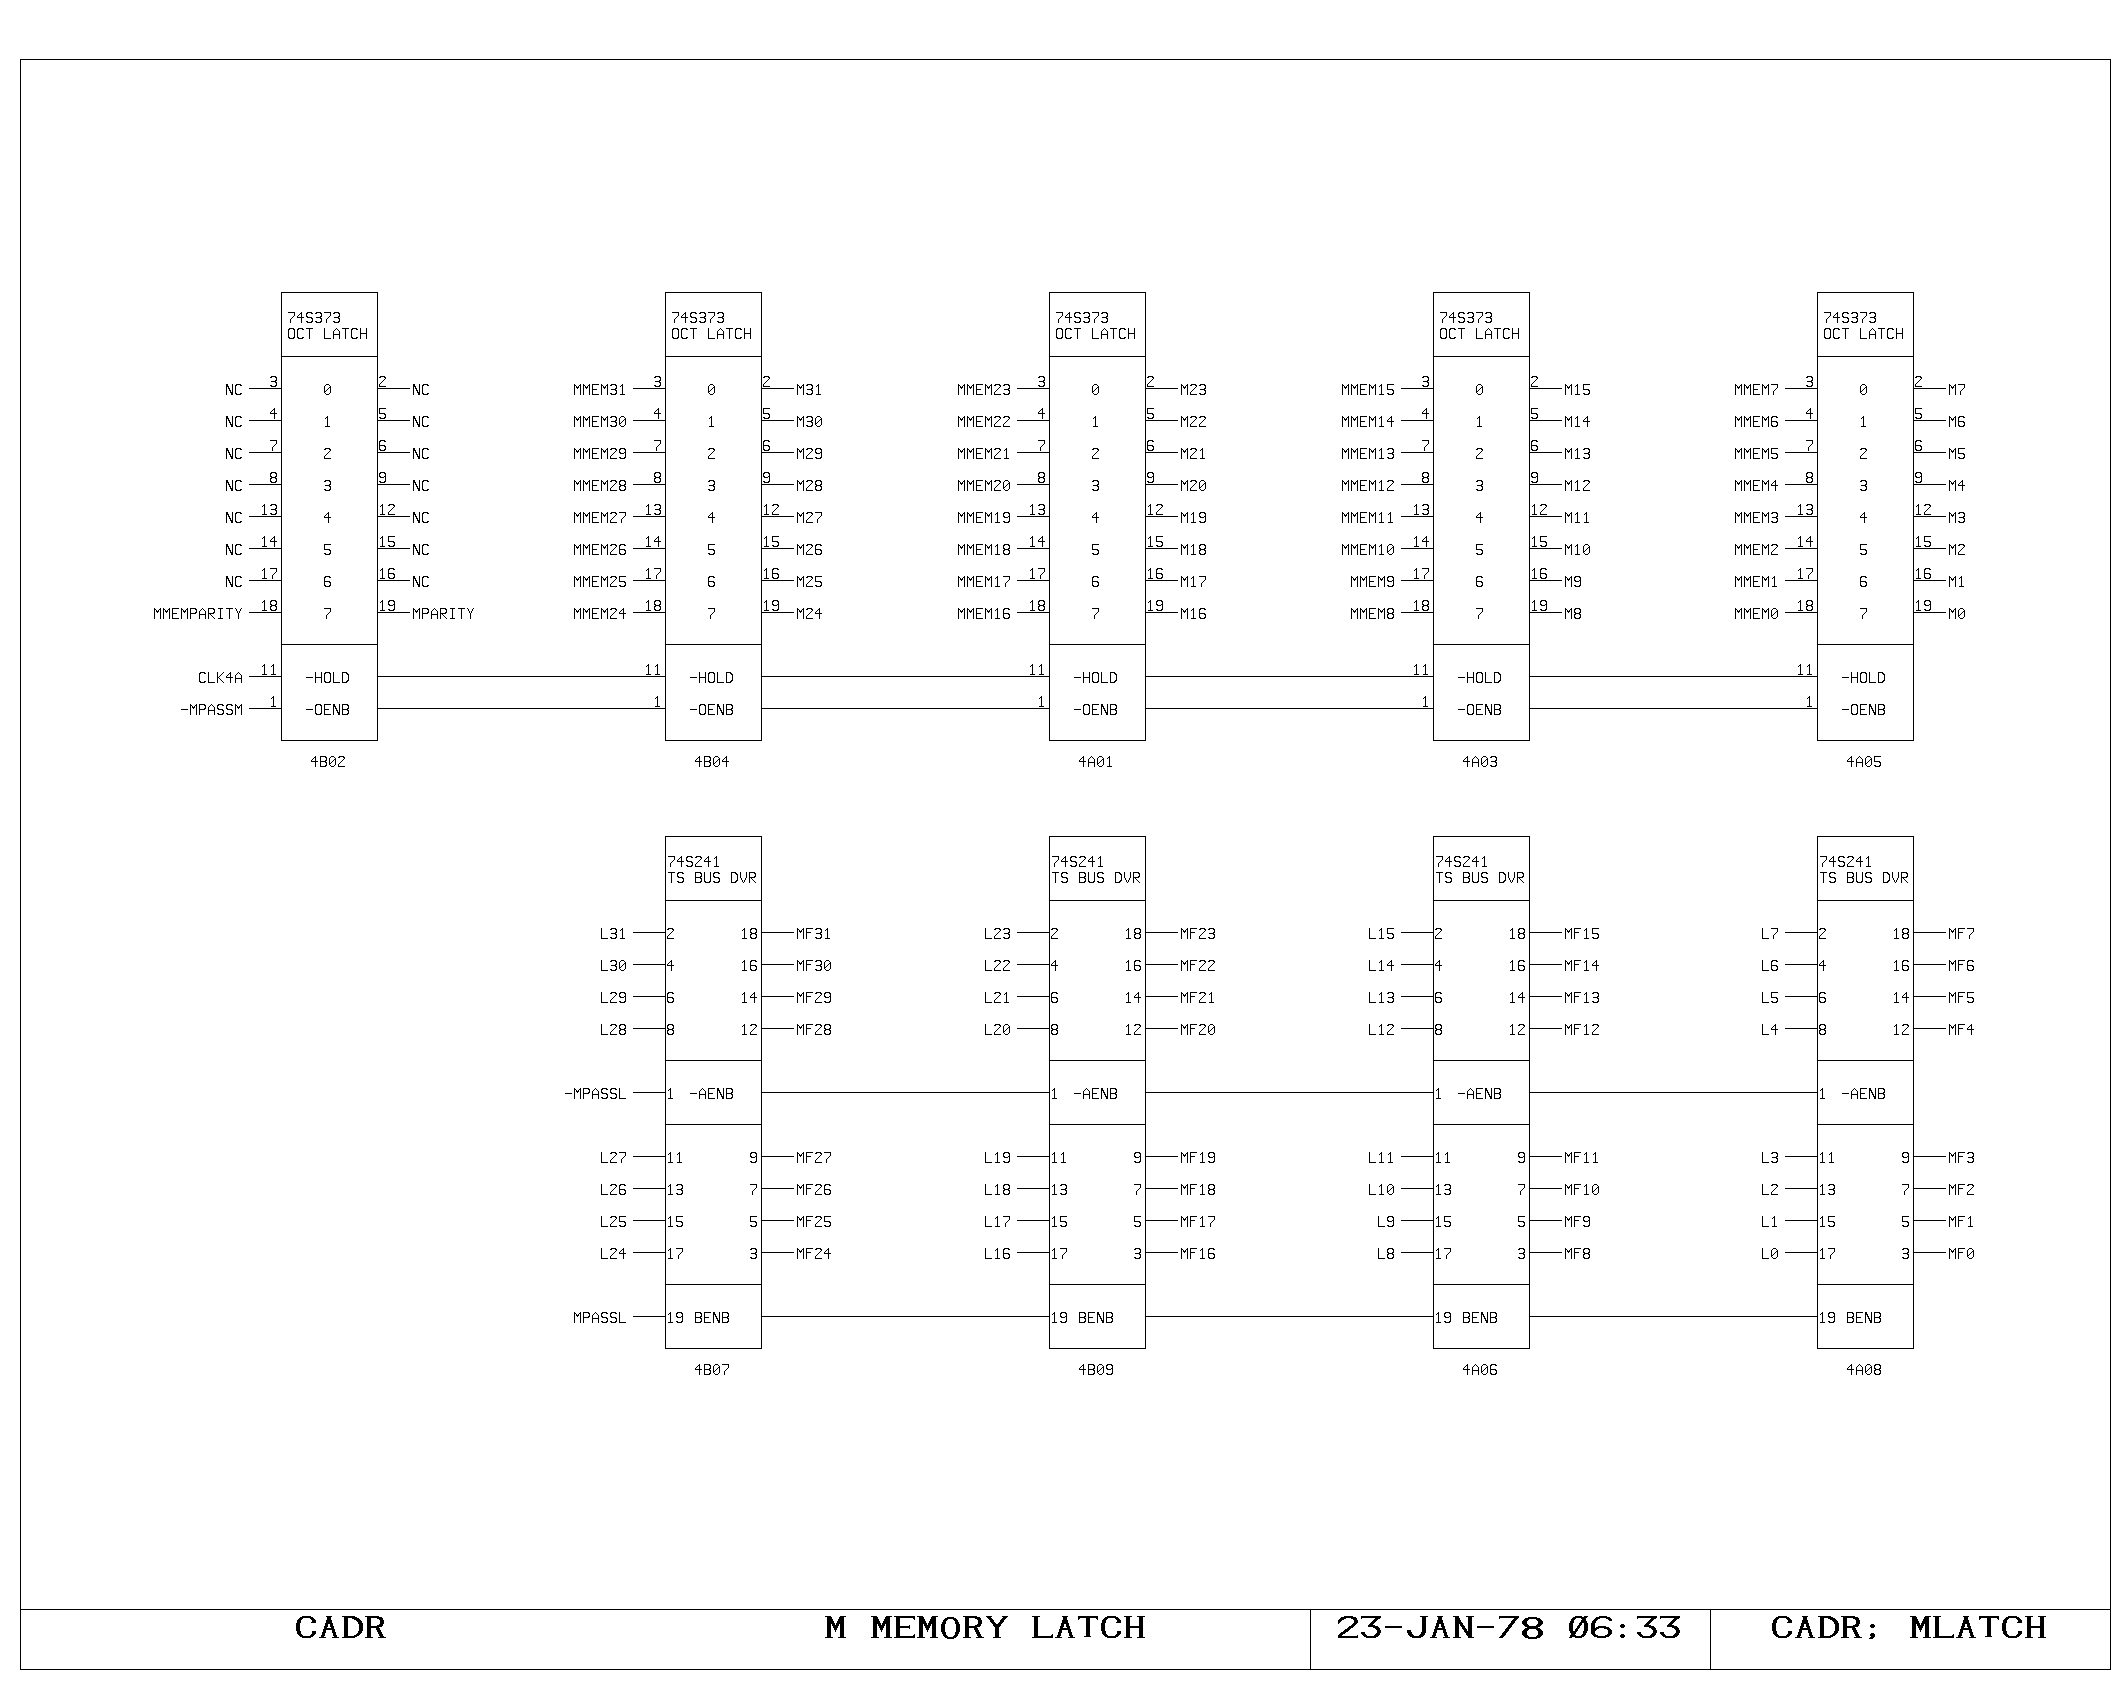 74S373 74S373 74S373 74S373 74S373
OCT LATCH OCT LATCH OCT LATCH OCT LATCH OCT LATCH
NC 3 0 2 NC MMEM31 3 0 2 M31 MMEM23 3 0 2 M23 MMEM15 3 0 2 M15 MMEM7 3 0 2 M7
NC 4 1 5 NC MMEM30 4 1 5 M30 MMEM22 4 1 5 M22 MMEM14 4 1 5 M14 MMEM6 4 1 5 M6
NC 7 2 6 NC MMEM29 7 2 6 M29 MMEM21 7 2 6 M21 MMEM13 7 2 6 M13 MMEM5 7 2 6 M5
NC 8 3 9 NC MMEM28 8 3 9 M28 MMEM20 8 3 9 M20 MMEM12 8 3 9 M12 MMEM4 8 3 9 M4
NC 13 4 12 NC MMEM27 13 4 12 M27 MMEM19 13 4 12 M19 MMEM11 13 4 12 M11 MMEM3 13 4 12 M3
NC 14 5 15 NC MMEM26 14 5 15 M26 MMEM18 14 5 15 M18 MMEM10 14 5 15 M10 MMEM2 14 5 15 M2
NC 17 6 16 NC MMEM25 17 6 16 M25 MMEM17 17 6 16 M17 MMEM9 17 6 16 M9 MMEM1 17 6 16 M1
MMEMPARITY 18 7 19 MPARITY MMEM24 18 7 19 M24 MMEM16 18 7 19 M16 MMEM8 18 7 19 M8 MMEM0 18 7 19 M0
CLK4A 11 -HOLD 11 -HOLD 11 -HOLD 11 -HOLD 11 -HOLD
-MPASSM 1 -OENB 1 -OENB 1 -OENB 1 -OENB 1 -OENB
4B02 4B04 4A01 4A03 4A05
74S241 74S241 74S241 74S241
TS BUS DVR TS BUS DVR TS BUS DVR TS BUS DVR
L31 2 18 MF31 L23 2 18 MF23 L15 2 18 MF15 L7 2 18 MF7
L30 4 16 MF30 L22 4 16 MF22 L14 4 16 MF14 L6 4 16 MF6
L29 6 14 MF29 L21 6 14 MF21 L13 6 14 MF13 L5 6 14 MF5
L28 8 12 MF28 L20 8 12 MF20 L12 8 12 MF12 L4 8 12 MF4
-MPASSL 1 -AENB 1 -AENB 1 -AENB 1 -AENB
L27 11 9 MF27 L19 11 9 MF19 L11 11 9 MF11 L3 11 9 MF3
L26 13 7 MF26 L18 13 7 MF18 L10 13 7 MF10 L2 13 7 MF2
L25 15 5 MF25 L17 15 5 MF17 L9 15 5 MF9 L1 15 5 MF1
L24 17 3 MF24 L16 17 3 MF16 L8 17 3 MF8 L0 17 3 MF0
MPASSL 19 BENB 19 BENB 19 BENB 19 BENB
4B07 4B09 4A06 4A08
CADR M MEMORY LATCH 23-JAN-78 06:33 CADR; MLATCH